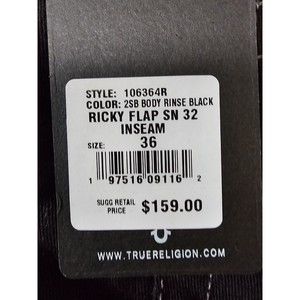 STYLE: 106364R
COLOR: 2SB BODY RINSE BLACK
RICKY FLAP SN 32
INSEAM
SIZE: 36
1 97516 09116 2
SUGG RETAIL PRICE $159.00
WWW.TRUERELIGION.COM